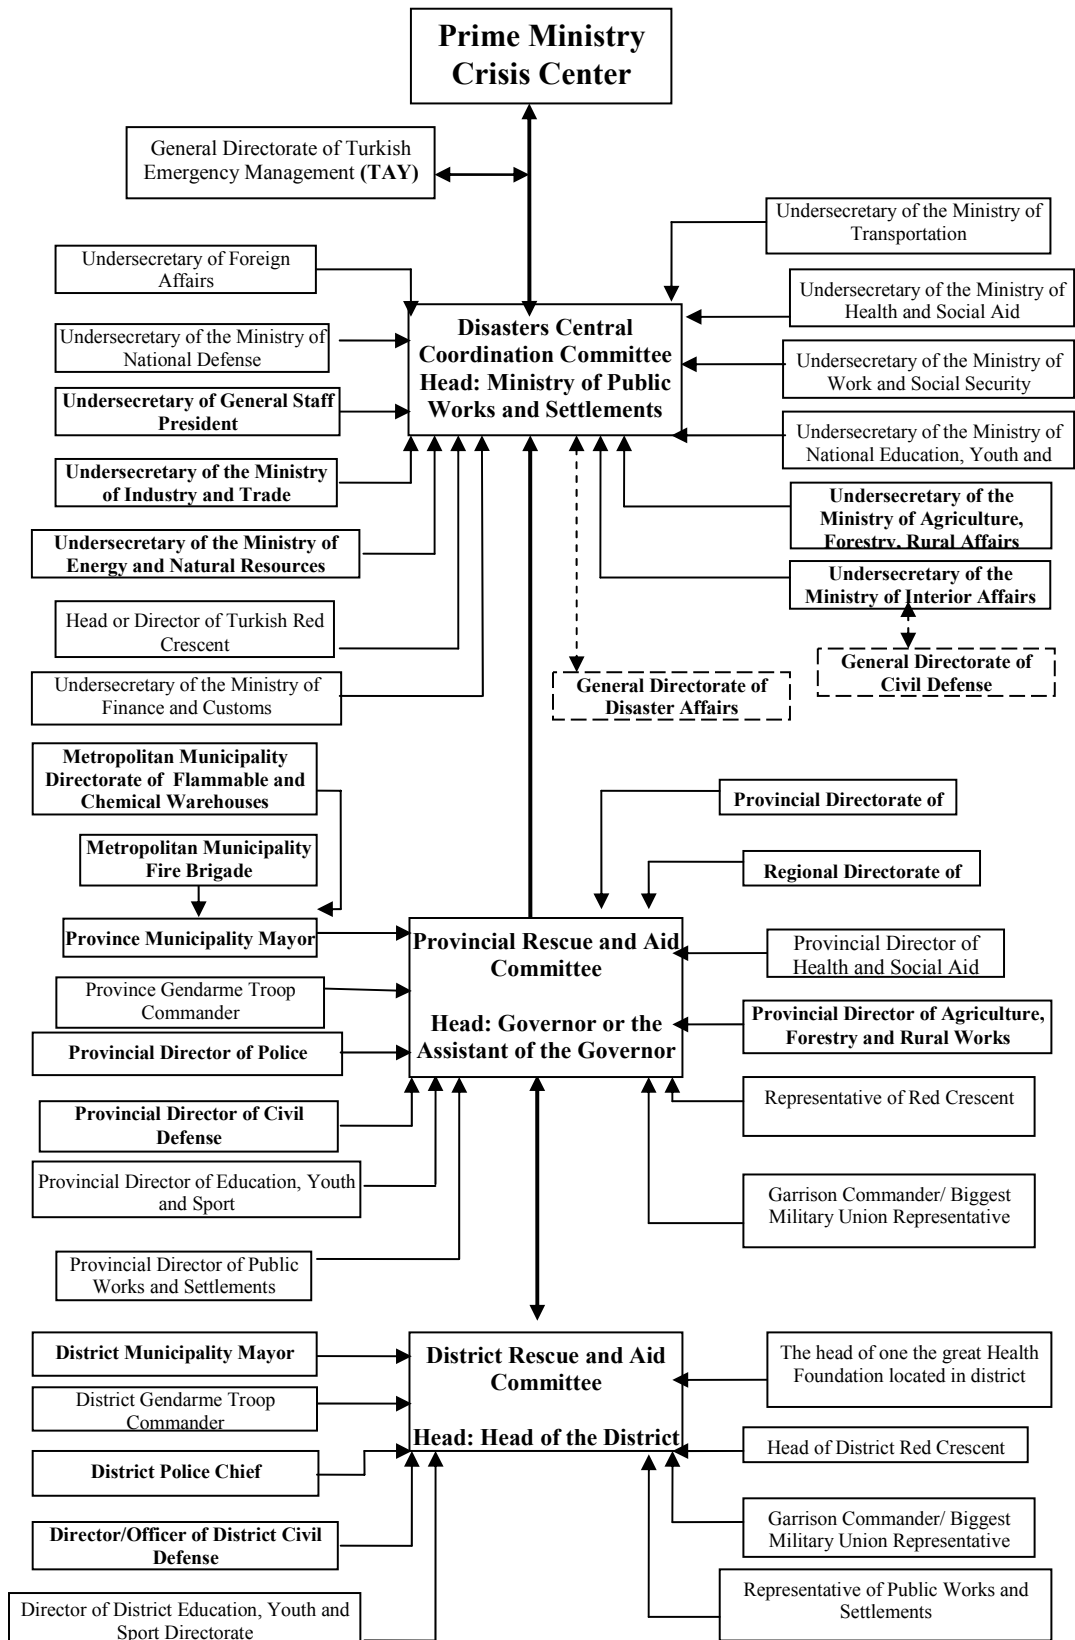 Prime Ministry
Crisis Center
General Directorate of Turkish
Emergency Management (TAY)
Undersecretary of the Ministry of
Transportation
Undersecretary of Foreign
Affairs
Undersecretary of the Ministry of
Health and Social Aid
Disasters Central
Coordination Committee
Head: Ministry of Public
Works and Settlements
Undersecretary of the Ministry of
National Defense
Undersecretary of the Ministry of
Work and Social Security
Undersecretary of General Staff
President
Undersecretary of the Ministry of
National Education, Youth and
Undersecretary of the Ministry
of Industry and Trade
Undersecretary of the
Ministry of Agriculture,
Forestry, Rural Affairs
Undersecretary of the Ministry of
Energy and Natural Resources
Undersecretary of the
Ministry of Interior Affairs
Head or Director of Turkish Red
Crescent
General Directorate of
Civil Defense
Undersecretary of the Ministry of
Finance and Customs
General Directorate of
Disaster Affairs
Metropolitan Municipality
Directorate of Flammable and
Chemical Warehouses
Provincial Directorate of
Metropolitan Municipality
Fire Brigade
Regional Directorate of
Province Municipality Mayor
Provincial Rescue and Aid
Committee
Head: Governor or the
Assistant of the Governor
Provincial Director of
Health and Social Aid
Province Gendarme Troop
Commander
Provincial Director of Agriculture,
Forestry and Rural Works
Provincial Director of Police
Representative of Red Crescent
Provincial Director of Civil
Defense
Provincial Director of Education, Youth
and Sport
Garrison Commander/ Biggest
Military Union Representative
Provincial Director of Public
Works and Settlements
District Municipality Mayor
District Rescue and Aid
Committee
Head: Head of the District
The head of one the great Health
Foundation located in district
District Gendarme Troop
Commander
Head of District Red Crescent
District Police Chief
Garrison Commander/ Biggest
Military Union Representative
Director/Officer of District Civil
Defense
Representative of Public Works and
Settlements
Director of District Education, Youth and
Sport Directorate